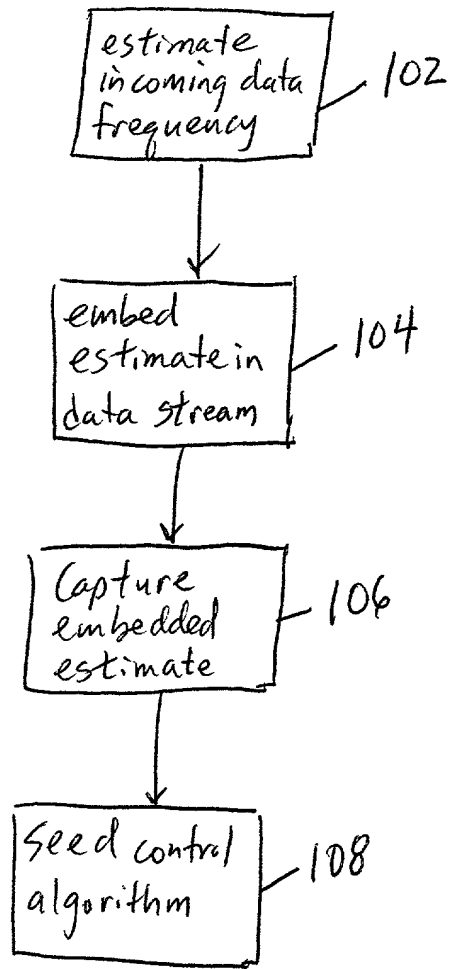 estimate
incoming data
frequency
102
embed
estimate in
data stream
104
Capture
embedded
estimate
106
Seed control
algorithm
108